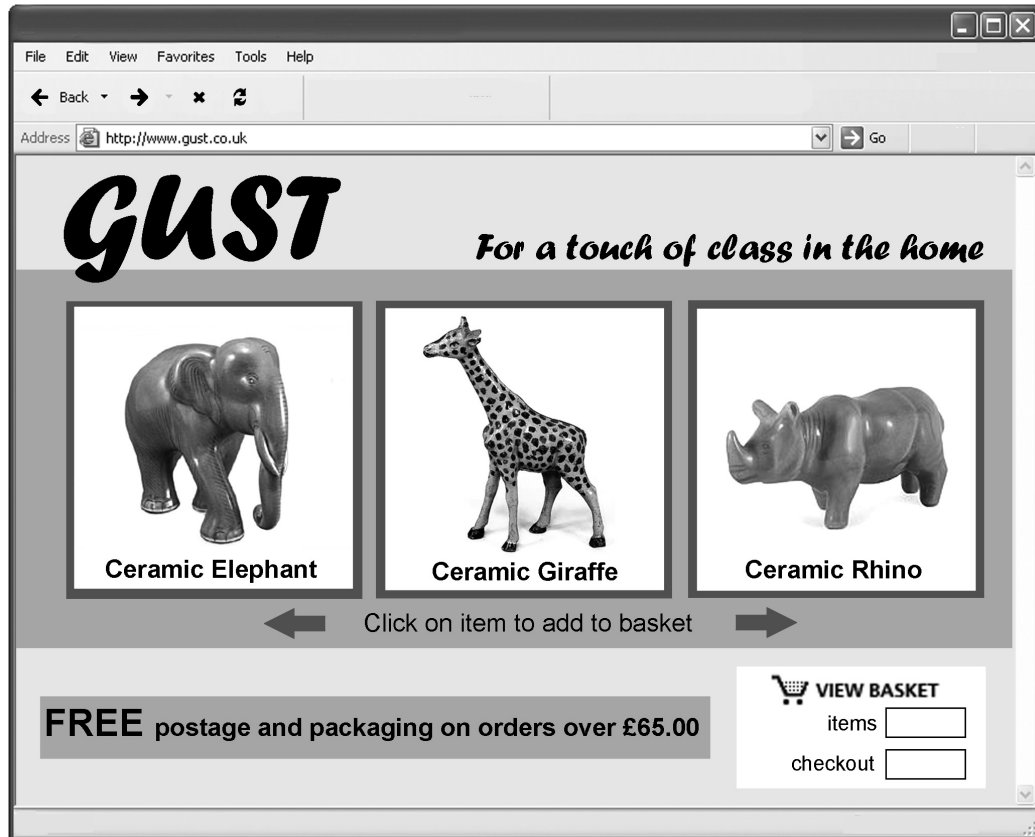 File Edit View Favorites Tools Help
Back
Address http://www.gust.co.uk Go
GUST
For a touch of class in the home
Ceramic Elephant
Ceramic Giraffe
Ceramic Rhino
Click on item to add to basket
FREE postage and packaging on orders over £65.00
VIEW BASKET
items
checkout